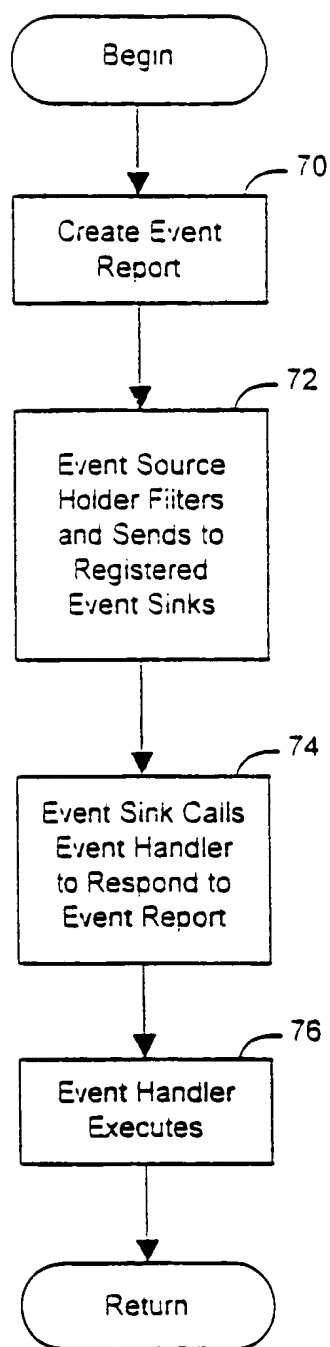 Begin
70
Create Event
Report
72
Event Source
Holder Filters
and Sends to
Registered
Event Sinks
74
Event Sink Calls
Event Handler
to Respond to
Event Report
76
Event Handler
Executes
Return